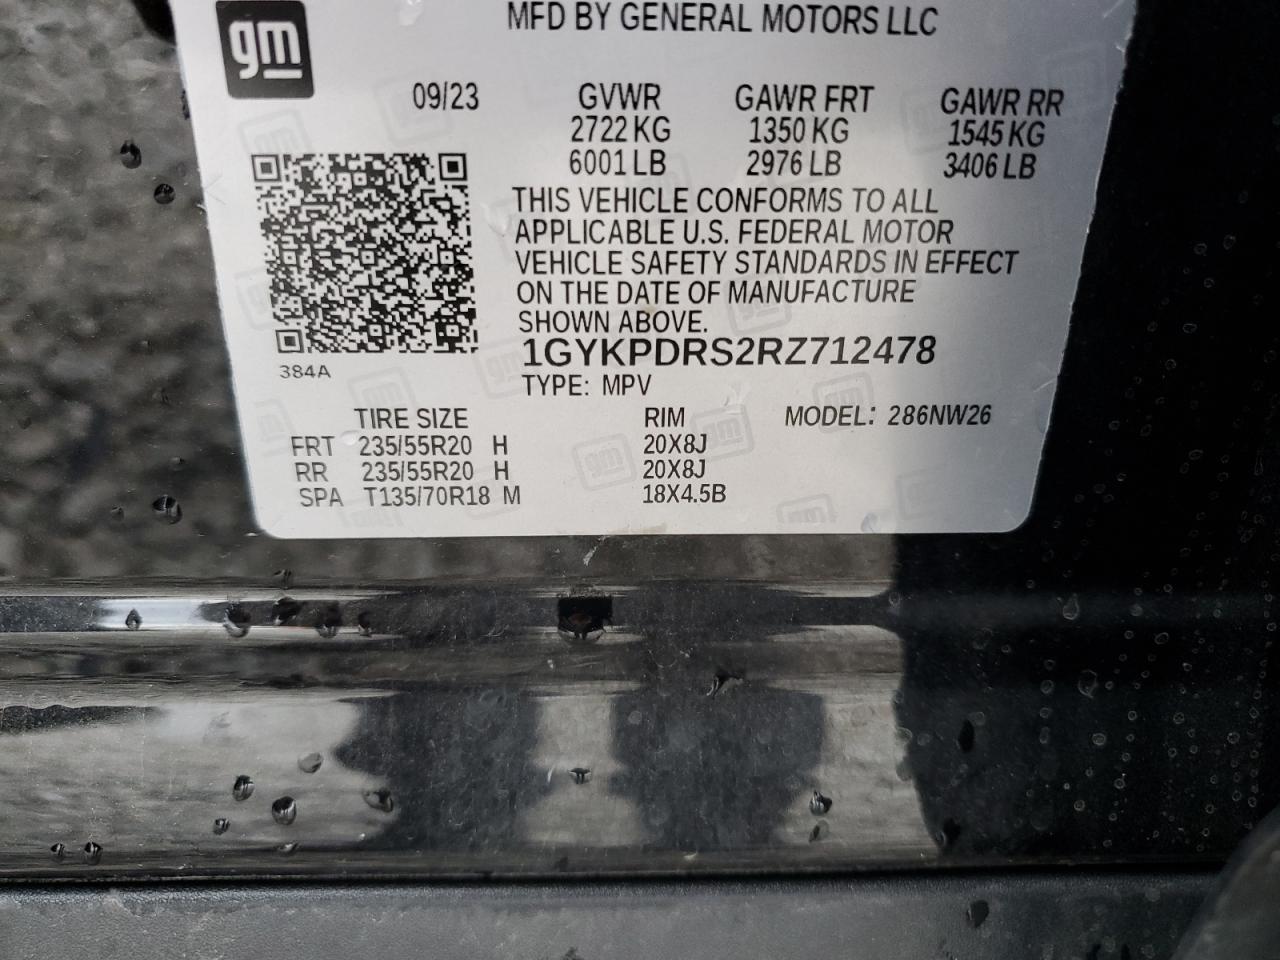 MFD BY GENERAL MOTORS LLC
gm
09/23 GVWR GAWR FRT GAWR RR
2722 KG 1350 KG 1545 KG
6001 LB 2976 LB 3406 LB
THIS VEHICLE CONFORMS TO ALL
APPLICABLE U.S. FEDERAL MOTOR
VEHICLE SAFETY STANDARDS IN EFFECT
ON THE DATE OF MANUFACTURE
SHOWN ABOVE.
1GYKPDRS2RZ712478
384A
TYPE: MPV
TIRE SIZE RIM MODEL: 286NW26
FRT 235/55R20 H 20X8J
RR 235/55R20 H 20X8J
SPA T135/70R18 M 18X4.5B